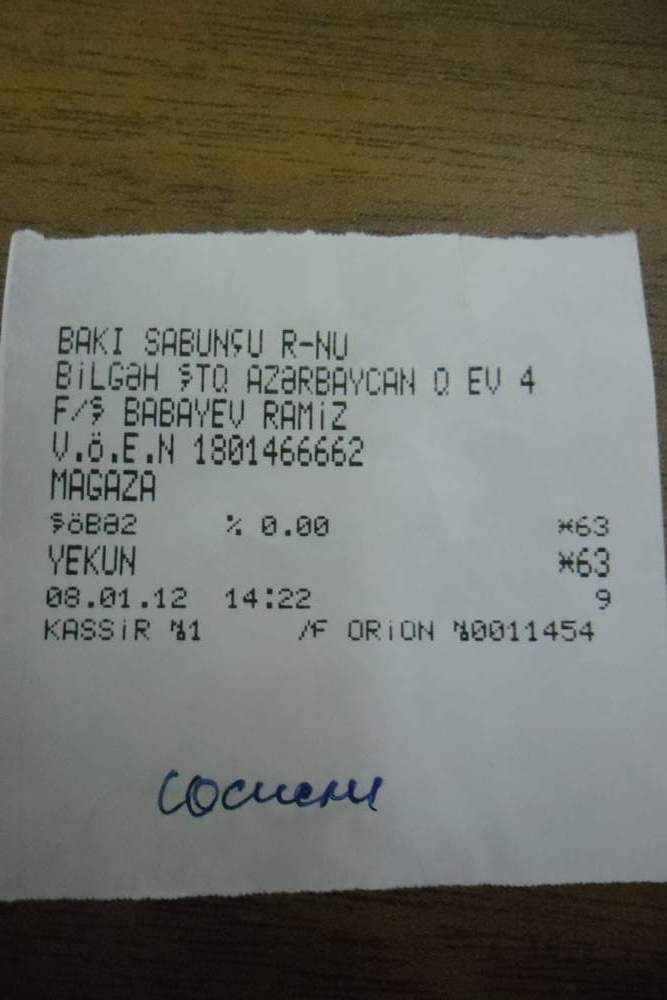 BAKI SABUNÇU R-NU
BİLGƏH ŞTQ AZƏRBAYCAN Q EV 4
F/Ş BABAYEV RAMİZ
V.Ö.E.N 1801466662
MAGAZA
ŞÖBƏ2 % 0.00 *63
YEKUN *63
08.01.12 14:22 9
KASSİR №1 /F ORİON №0011454
сосиски